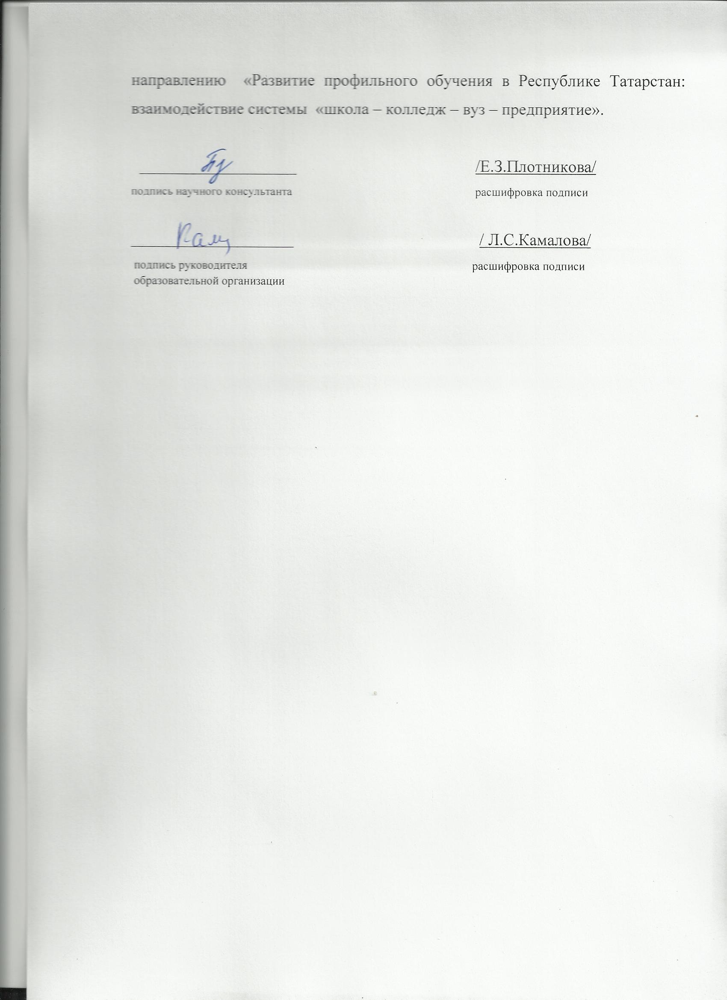 направлению «Развитие профильного обучения в Республике Татарстан:
взаимодействие системы «школа – колледж – вуз – предприятие».
/Е.З.Плотникова/
подпись научного консультанта расшифровка подписи
/ Л.С.Камалова/
подпись руководителя расшифровка подписи
образовательной организации